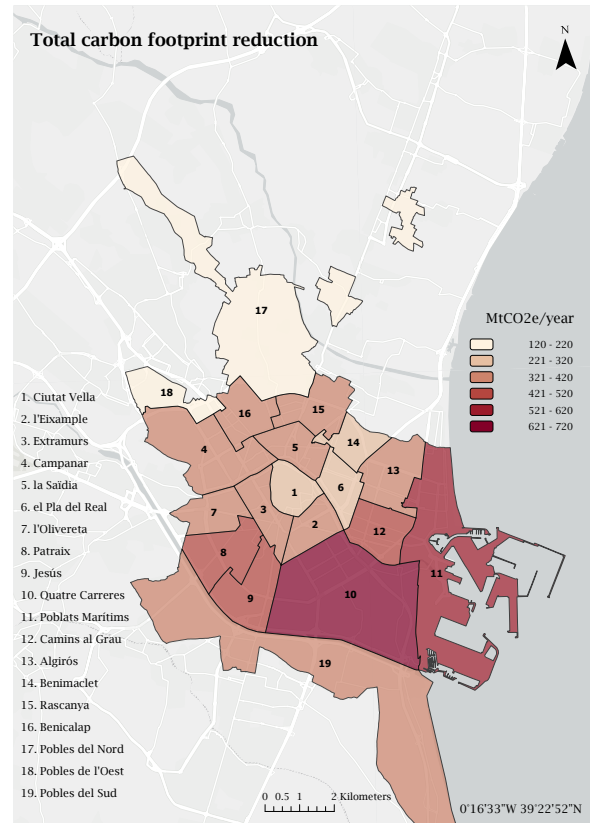 Total carbon footprint reduction
N
17
MtCO2e/year
120 - 220
221 - 320
321 - 420
421 - 520
521 - 620
621 - 720
18
16
15
14
4
5
13
6
1
7
3
2
12
8
11
10
9
19
1. Ciutat Vella
2. l'Eixample
3. Extramurs
4. Campanar
5. la Saïdia
6. el Pla del Real
7. l'Olivereta
8. Patraix
9. Jesús
10. Quatre Carreres
11. Poblats Marítims
12. Camins al Grau
13. Algirós
14. Benimaclet
15. Rascanya
16. Benicalap
17. Pobles del Nord
18. Pobles de l'Oest
19. Pobles del Sud
0 0.5 1 2 Kilometers
0'16'33"W 39'22'52"N